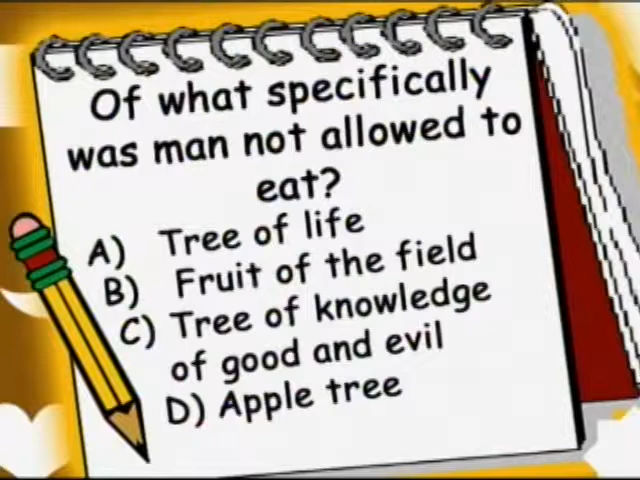 Of what specifically
was man not allowed to
eat?
A) Tree of life
B) Fruit of the field
C) Tree of knowledge
of good and evil
D) Apple tree